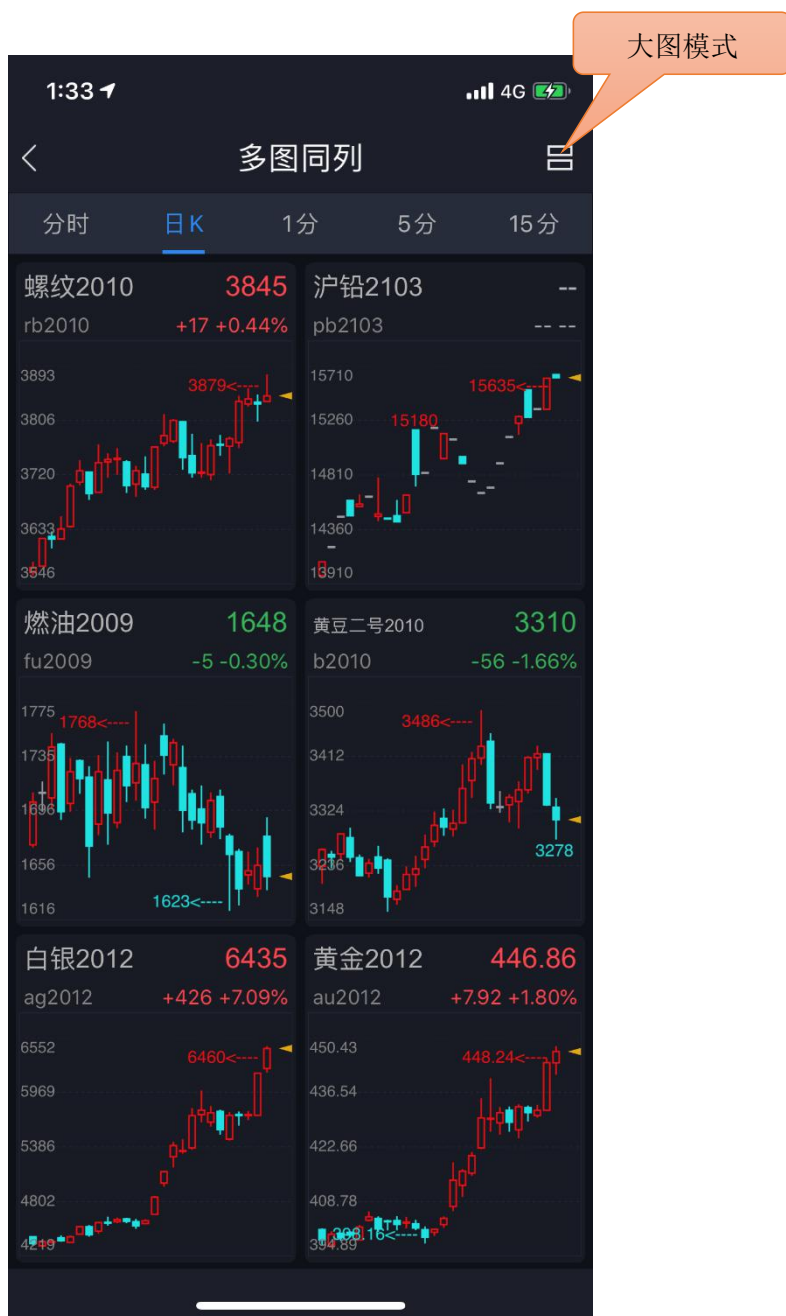 大图模式
1:33
4G
多图同列
分时 日K 1分 5分 15分
螺纹2010 3845
rb2010 +17 +0.44%
3893
3879<----
3806
3720
3633
3546
沪铅2103 --
pb2103 -- --
15710
15635<----
15260
15180
14810
14360
13910
燃油2009 1648
fu2009 -5 -0.30%
1775
1768<----
1735
1696
1656
1623<----
1616
黄豆二号2010 3310
b2010 -56 -1.66%
3500
3486<----
3412
3324
3278
3236
3148
白银2012 6435
ag2012 +426 +7.09%
6552
6460<----
5969
5386
4802
4219
黄金2012 446.86
au2012 +7.92 +1.80%
450.43
448.24<----
436.54
422.66
408.78
393.16<----
394.89